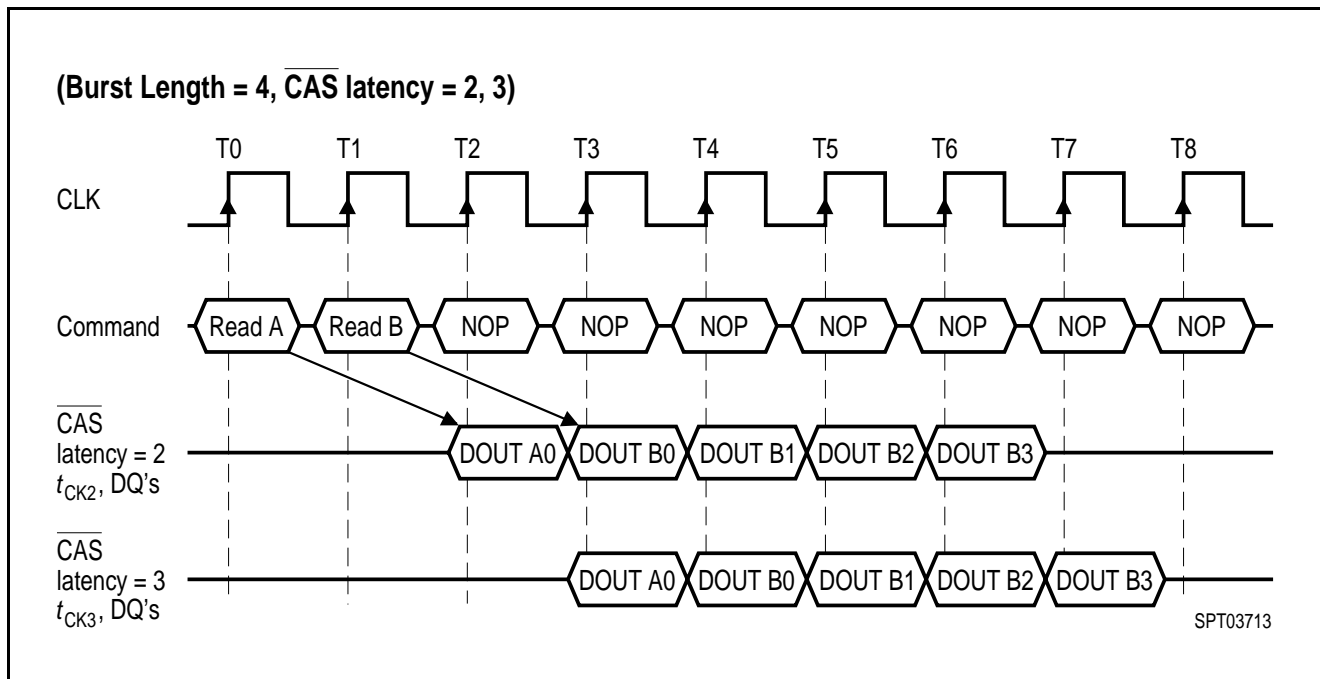 (Burst Length = 4, CAS latency = 2, 3)
T0 T1 T2 T3 T4 T5 T6 T7 T8
CLK
Command Read A Read B NOP NOP NOP NOP NOP NOP NOP
CAS
latency = 2
tCK2, DQ’s
DOUT A0 DOUT B0 DOUT B1 DOUT B2 DOUT B3
CAS
latency = 3
tCK3, DQ’s
DOUT A0 DOUT B0 DOUT B1 DOUT B2 DOUT B3
SPT03713